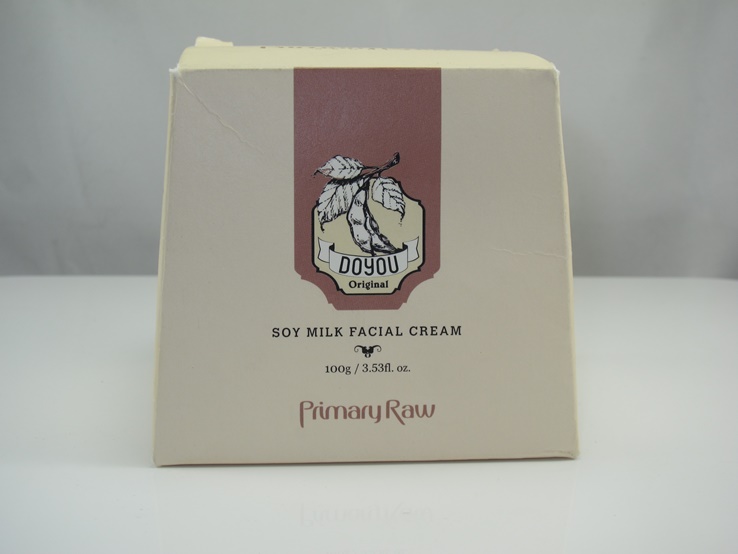 DOYOU
Original
SOY MILK FACIAL CREAM
100g / 3.53fl. oz.
Primary Raw